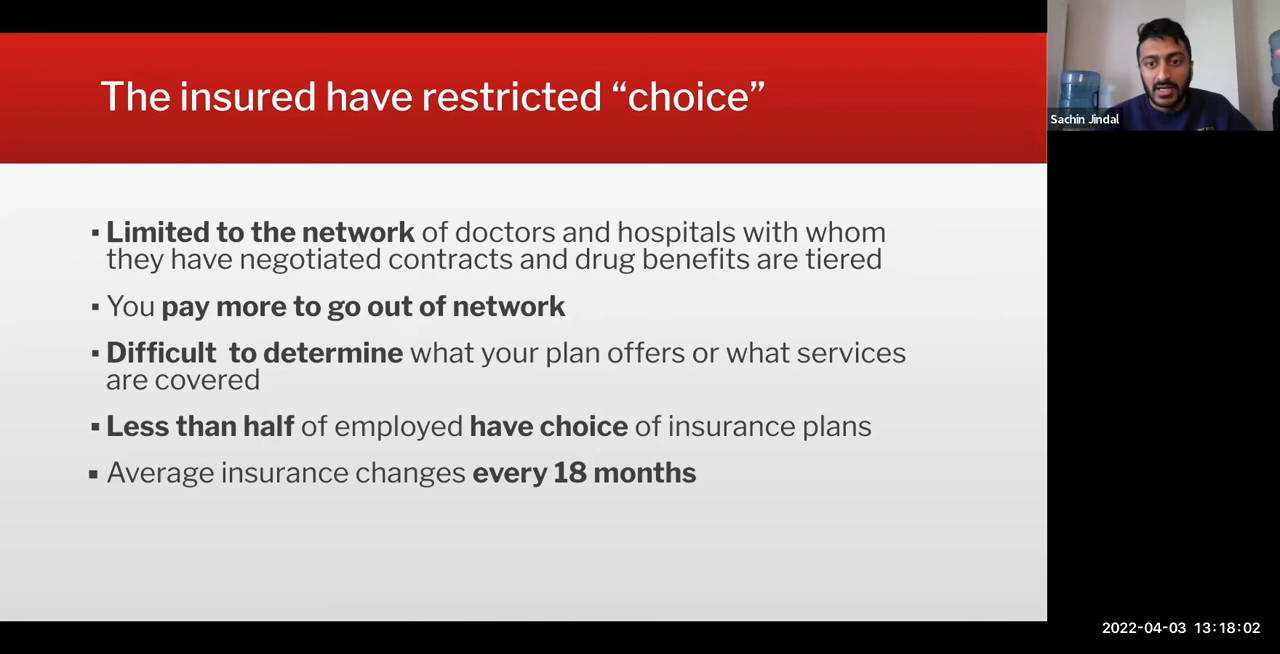 The insured have restricted “choice”
Sachin Jindal
▪ Limited to the network of doctors and hospitals with whom
they have negotiated contracts and drug benefits are tiered
▪ You pay more to go out of network
▪ Difficult  to determine what your plan offers or what services
are covered
▪ Less than half of employed have choice of insurance plans
▪ Average insurance changes every 18 months
2022-04-03 13:18:02